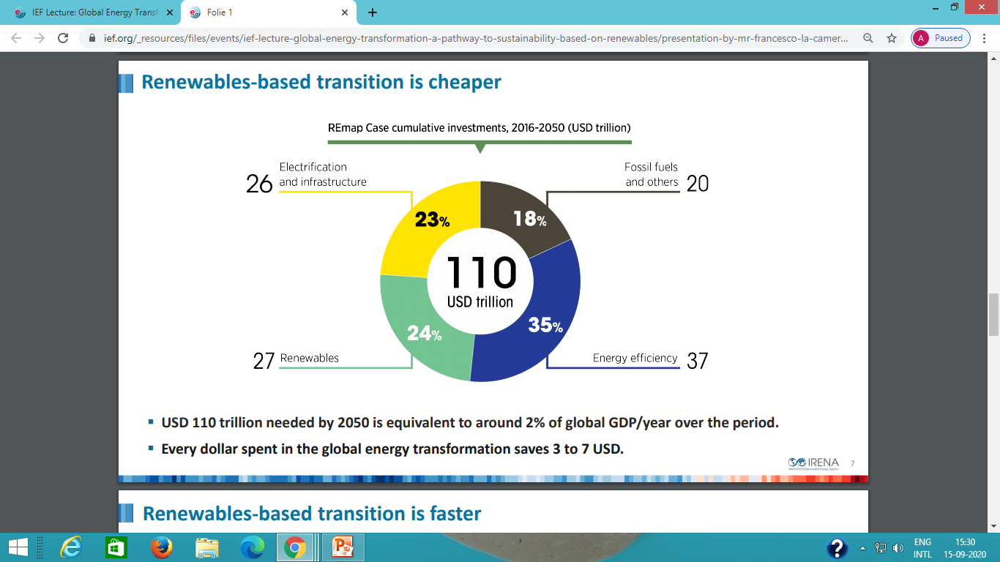 IEF Lecture: Global Energy Transf
Folie 1
ief.org/_resources/files/events/ief-lecture-global-energy-transformation-a-pathway-to-sustainability-based-on-renewables/presentation-by-mr-francesco-la-camer...
A
Paused
Renewables-based transition is cheaper
REmap Case cumulative investments, 2016-2050 (USD trillion)
26
Electrification
and infrastructure
Fossil fuels
and others
20
23%
18%
110
USD trillion
24%
35%
27
Renewables
Energy efficiency
37
▪ USD 110 trillion needed by 2050 is equivalent to around 2% of global GDP/year over the period.
▪ Every dollar spent in the global energy transformation saves 3 to 7 USD.
IRENA
International Renewable Energy Agency
7
Renewables-based transition is faster
ENG
INTL
15:30
15-09-2020